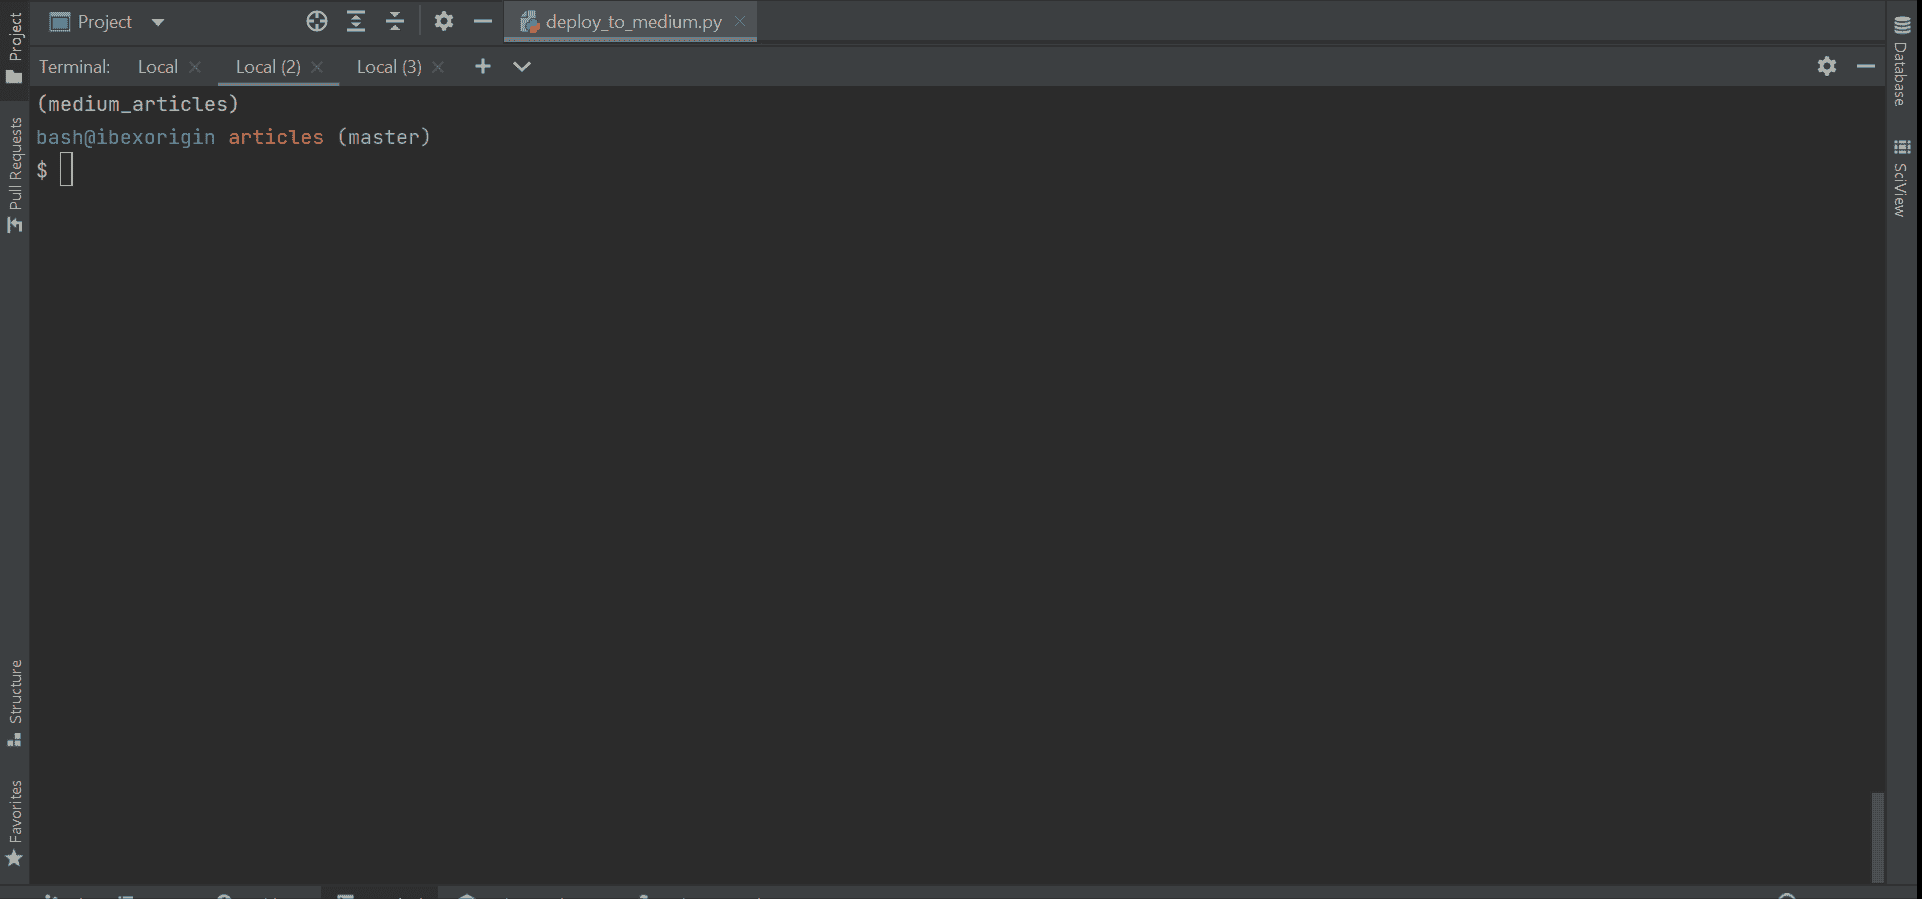 Project
deploy_to_medium.py
Terminal: Local Local (2) Local (3)
(medium_articles)
bash@ibexorigin articles (master)
$
Project
Pull Requests
Structure
Favorites
Database
SciView